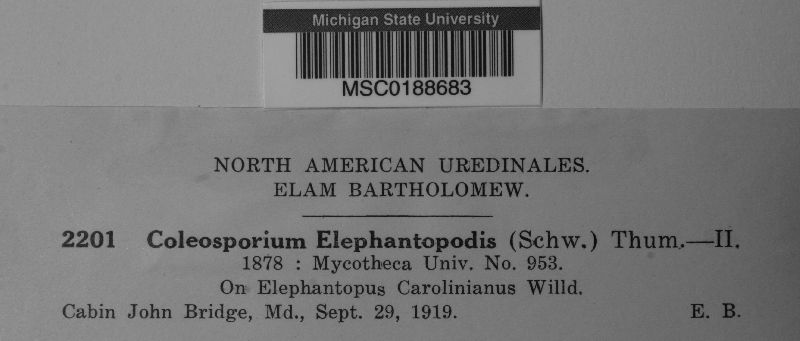 Michigan State University
MSC0188683
NORTH AMERICAN UREDINALES.
ELAM BARTHOLOMEW.
2201 Coleosporium Elephantopodis (Schw.) Thum.—II.
1878 : Mycotheca Univ. No. 953.
On Elephantopus Carolinianus Willd.
Cabin John Bridge, Md., Sept. 29, 1919. E. B.